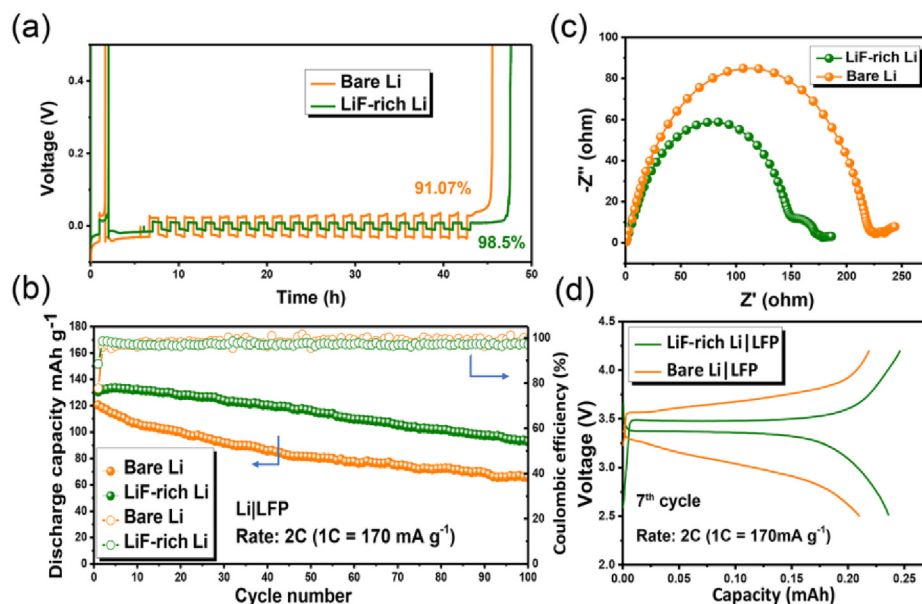 (a)
0.4
0.2
0.0
Voltage (V)
Bare Li
LiF-rich Li
91.07%
98.5%
0 10 20 30 40 50 60
Time (h)
(b)
180
160
140
120
100
80
60
40
20
0
Discharge capacity mAh g⁻¹
Bare Li
LiF-rich Li
Bare Li
LiF-rich Li
Li|LFP
Rate: 2C (1C = 170 mA g⁻¹)
100
80
60
40
20
0
Coulombic efficiency (%)
0 10 20 30 40 50 60 70 80 90 100
Cycle number
(c)
100
80
60
40
20
0
-Z'' (ohm)
LiF-rich Li
Bare Li
0 50 100 150 200 250
Z' (ohm)
(d)
4.5
4.0
3.5
3.0
2.5
Voltage (V)
LiF-rich Li|LFP
Bare Li|LFP
7th cycle
Rate: 2C (1C = 170mA g⁻¹)
0.00 0.05 0.10 0.15 0.20 0.25
Capacity (mAh)